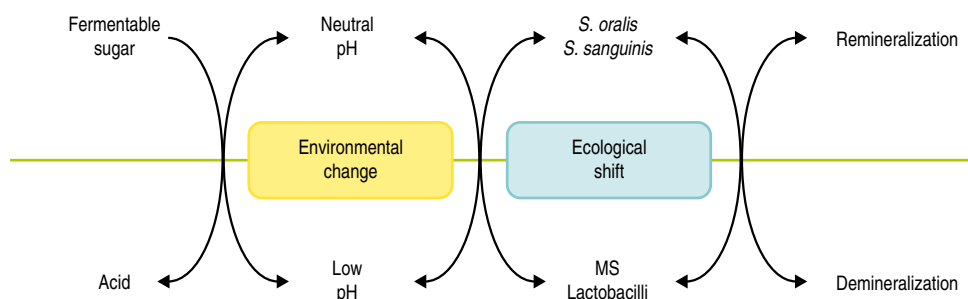 Fermentable
sugar
Neutral
pH
S. oralis
S. sanguinis
Remineralization
Environmental
change
Ecological
shift
Acid
Low
pH
MS
Lactobacilli
Demineralization